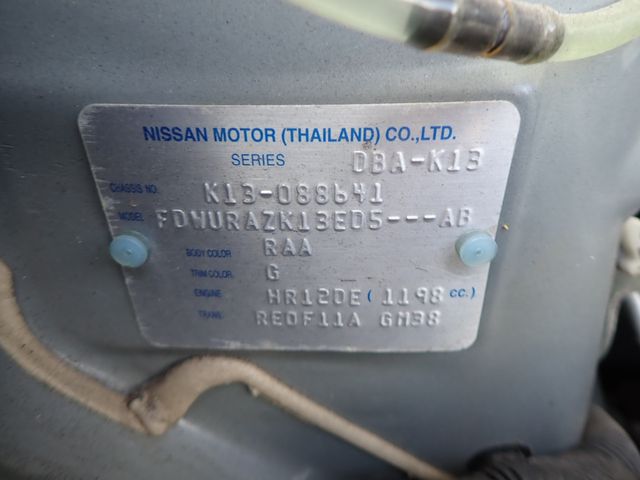 NISSAN MOTOR (THAILAND) CO.,LTD.
SERIES DBA-K13
CHASSIS NO. K13-088641
MODEL FDWURAZK13ED5---AB
BODY COLOR RAA
TRIM COLOR G
ENGINE HR12DE ( 1198 CC.)
TRANS. RE0F11A GM38